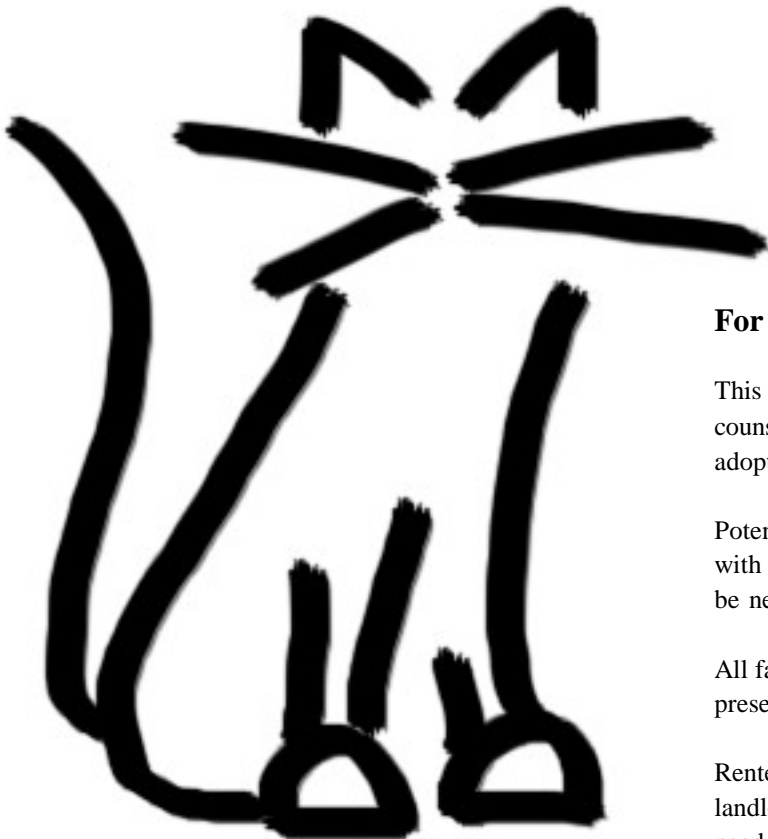 For
This
couns
adopt
Poten
with
be ne
All fa
prese
Rente
landl